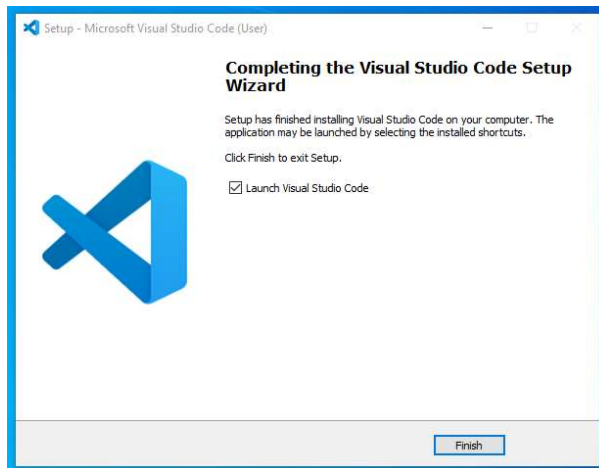 Setup - Microsoft Visual Studio Code (User)
Completing the Visual Studio Code Setup
Wizard
Setup has finished installing Visual Studio Code on your computer. The
application may be launched by selecting the installed shortcuts.
Click Finish to exit Setup.
Launch Visual Studio Code
Finish